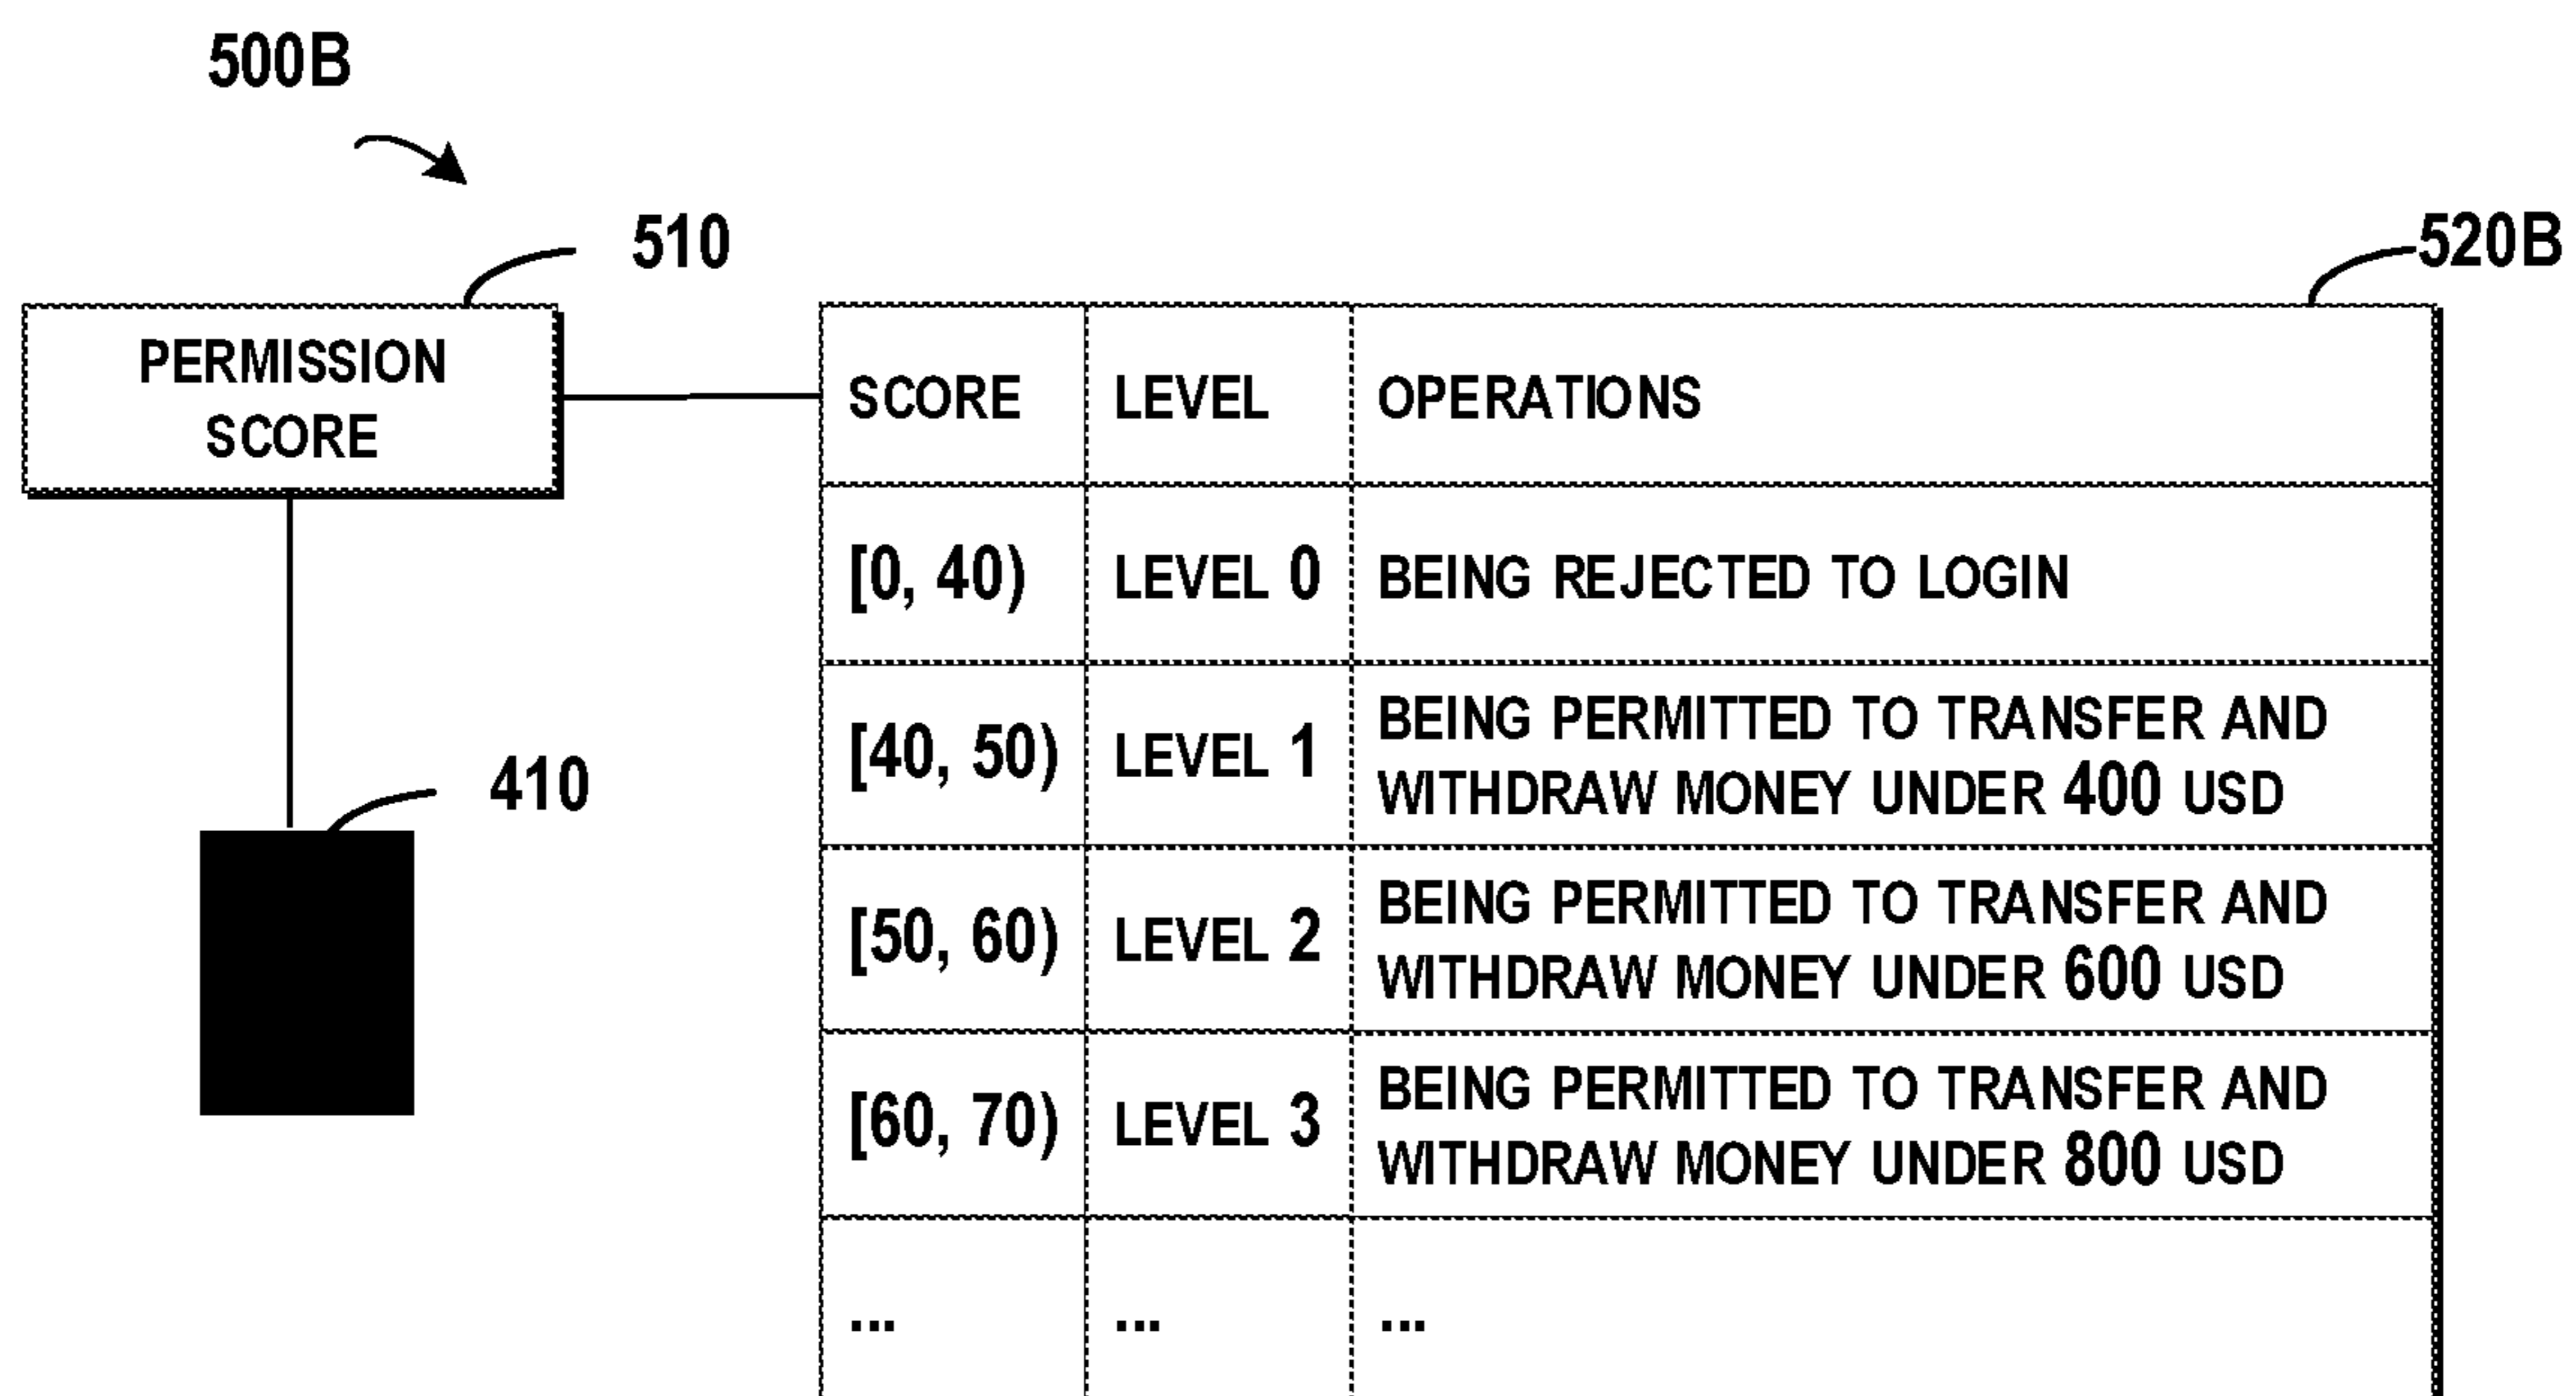 500B
510
520B
PERMISSION
SCORE
410
SCORE LEVEL OPERATIONS
[0, 40) LEVEL 0 BEING REJECTED TO LOGIN
[40, 50) LEVEL 1 BEING PERMITTED TO TRANSFER AND
WITHDRAW MONEY UNDER 400 USD
[50, 60) LEVEL 2 BEING PERMITTED TO TRANSFER AND
WITHDRAW MONEY UNDER 600 USD
[60, 70) LEVEL 3 BEING PERMITTED TO TRANSFER AND
WITHDRAW MONEY UNDER 800 USD
... ... ...